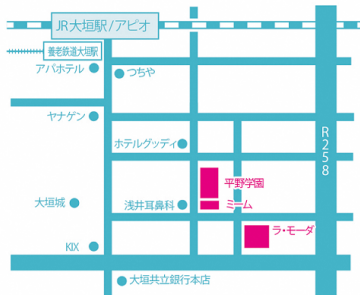 JR大垣駅/アピオ
養老鉄道大垣駅
アパホテル
つちや
ヤナゲン
ホテルグッディ
R258
平野学園
ミーム
大垣城
浅井耳鼻科
ラ・モーダ
KIX
大垣共立銀行本店